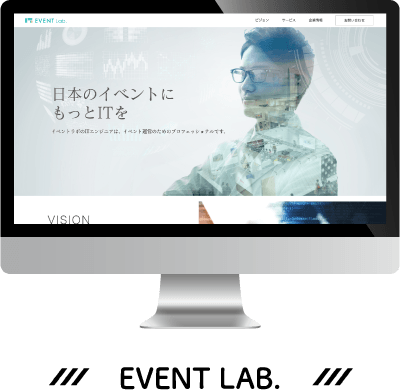 EVENT Lab.
ビジョン サービス 企業情報 お問い合わせ
日本のイベントに
もっとITを
イベントラボのITエンジニアは、イベント運営のためのプロフェッショナルです。
VISION
EVENT LAB.